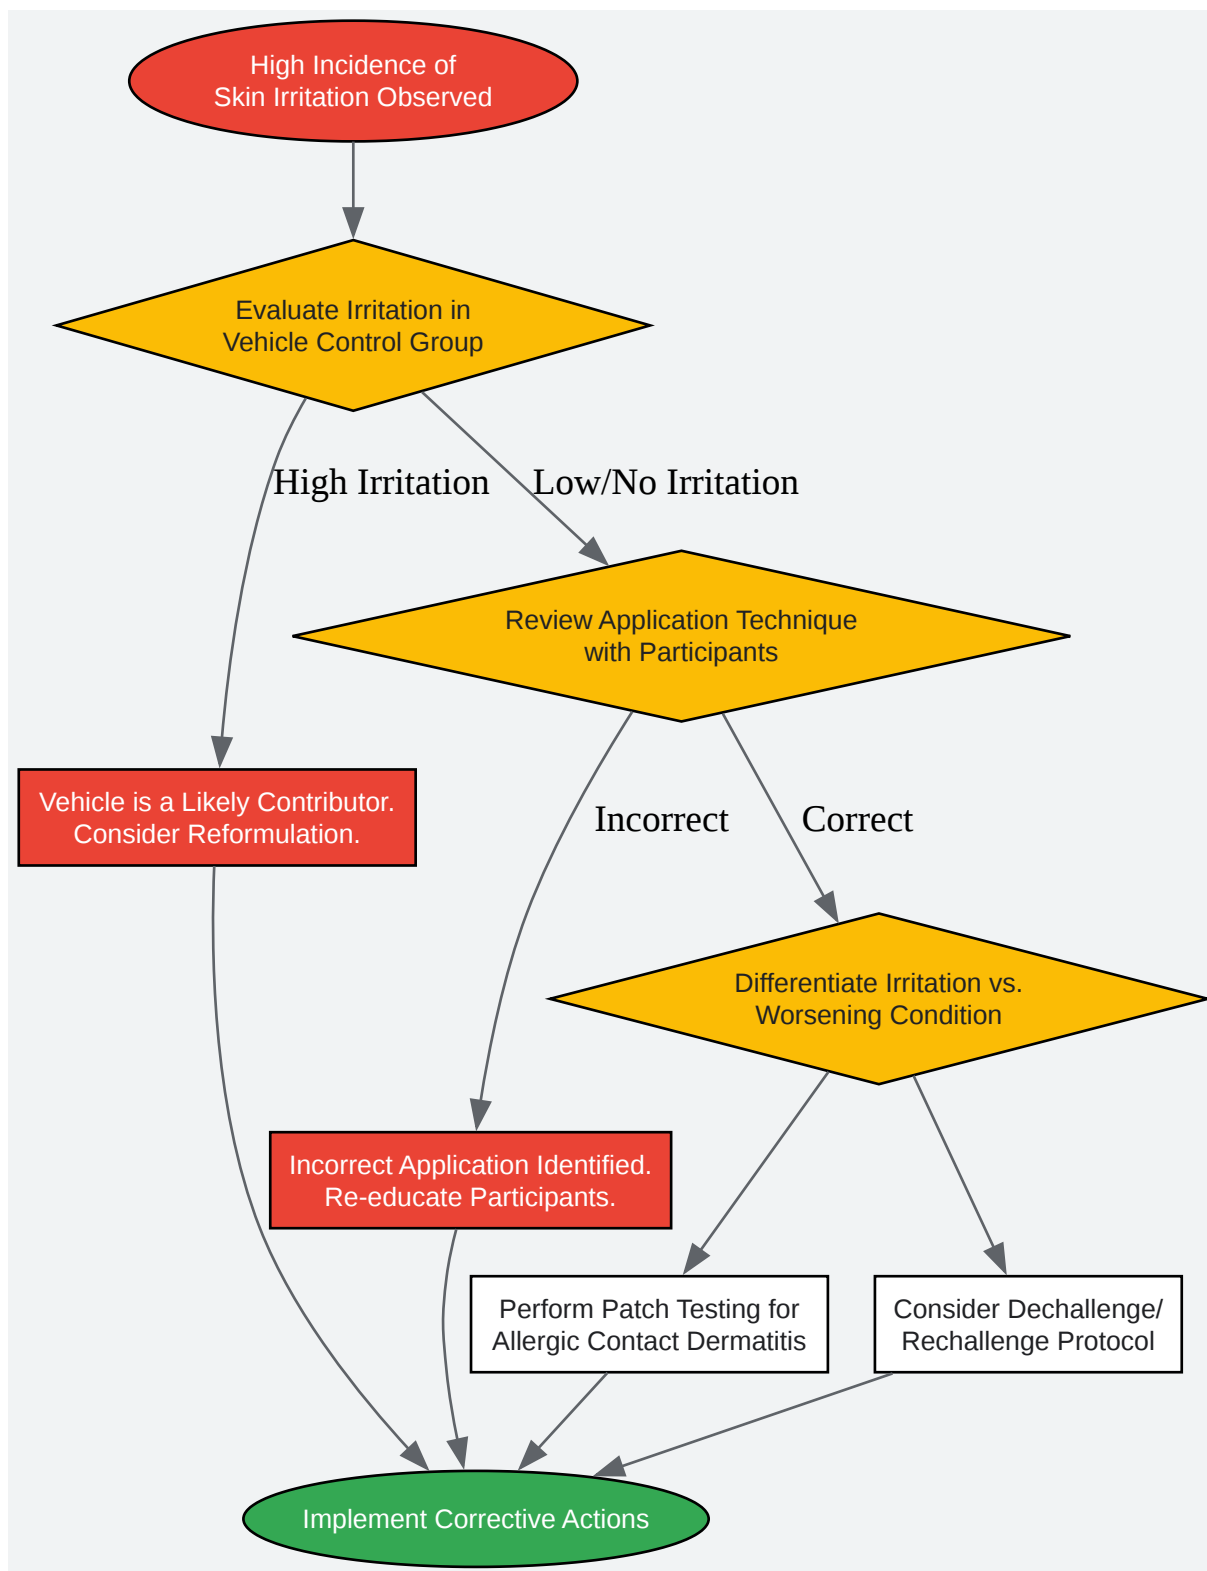 High Incidence of
Skin Irritation Observed
Evaluate Irritation in
Vehicle Control Group
High Irritation
Low/No Irritation
Review Application Technique
with Participants
Vehicle is a Likely Contributor.
Consider Reformulation.
Incorrect
Correct
Differentiate Irritation vs.
Worsening Condition
Incorrect Application Identified.
Re-educate Participants.
Perform Patch Testing for
Allergic Contact Dermatitis
Consider Dechallenge/
Rechallenge Protocol
Implement Corrective Actions